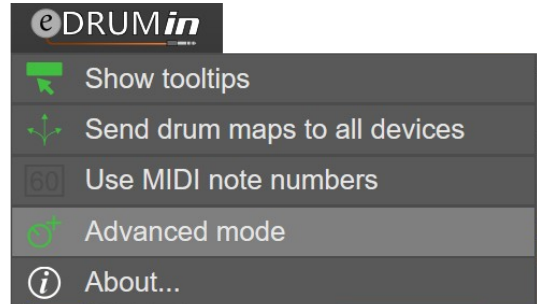 eDRUMin
Show tooltips
Send drum maps to all devices
60 Use MIDI note numbers
Advanced mode
i About...